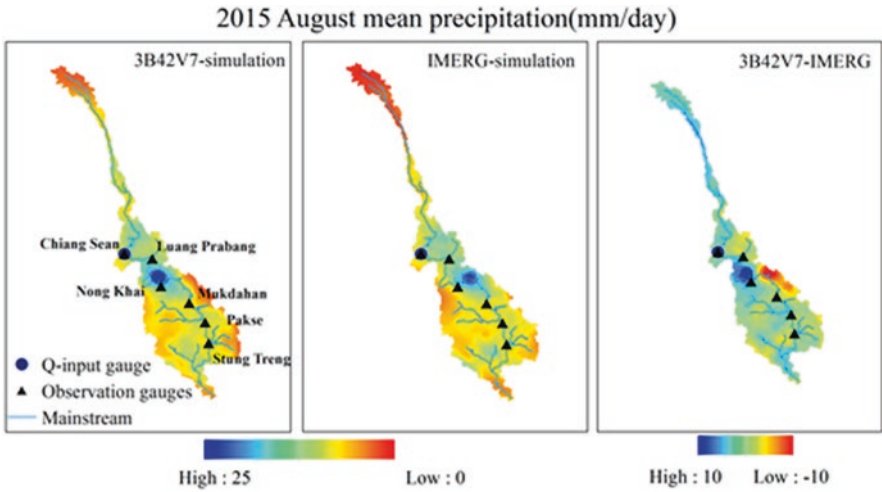 2015 August mean precipitation(mm/day)
3B42V7-simulation
IMERG-simulation
3B42V7-IMERG
Chiang Sean
Luang Prabang
Nong Khai
Mukdahan
Pakse
Stung Treng
Q-input gauge
Observation gauges
Mainstream
High : 25
Low : 0
High : 10
Low : -10